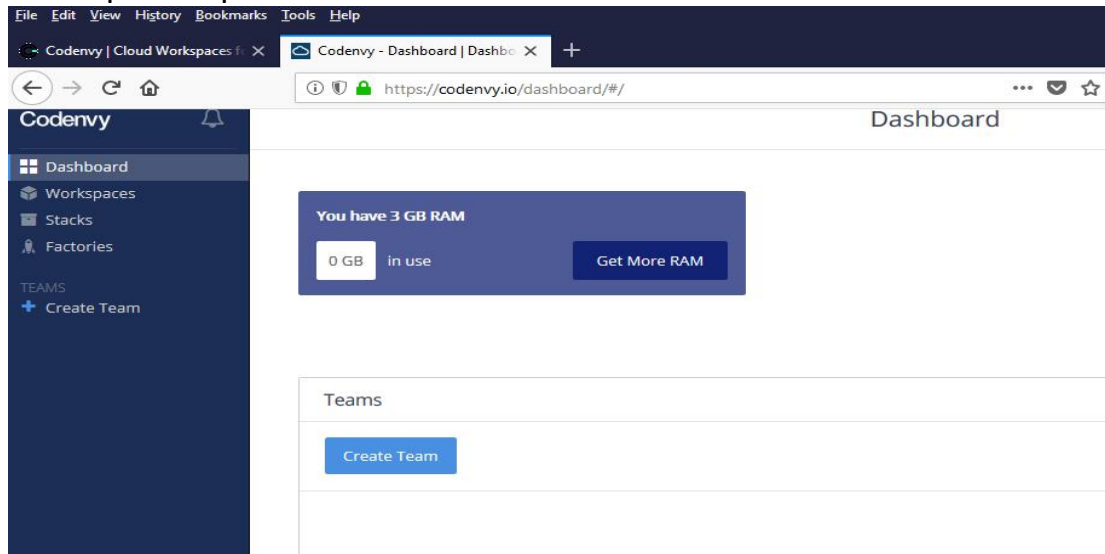 File Edit View History Bookmarks Tools Help
Codenvy | Cloud Workspaces f
Codenvy - Dashboard | Dashbo
https://codenvy.io/dashboard/#/
Codenvy
Dashboard
Dashboard
Workspaces
Stacks
Factories
TEAMS
Create Team
You have 3 GB RAM
0 GB in use
Get More RAM
Teams
Create Team